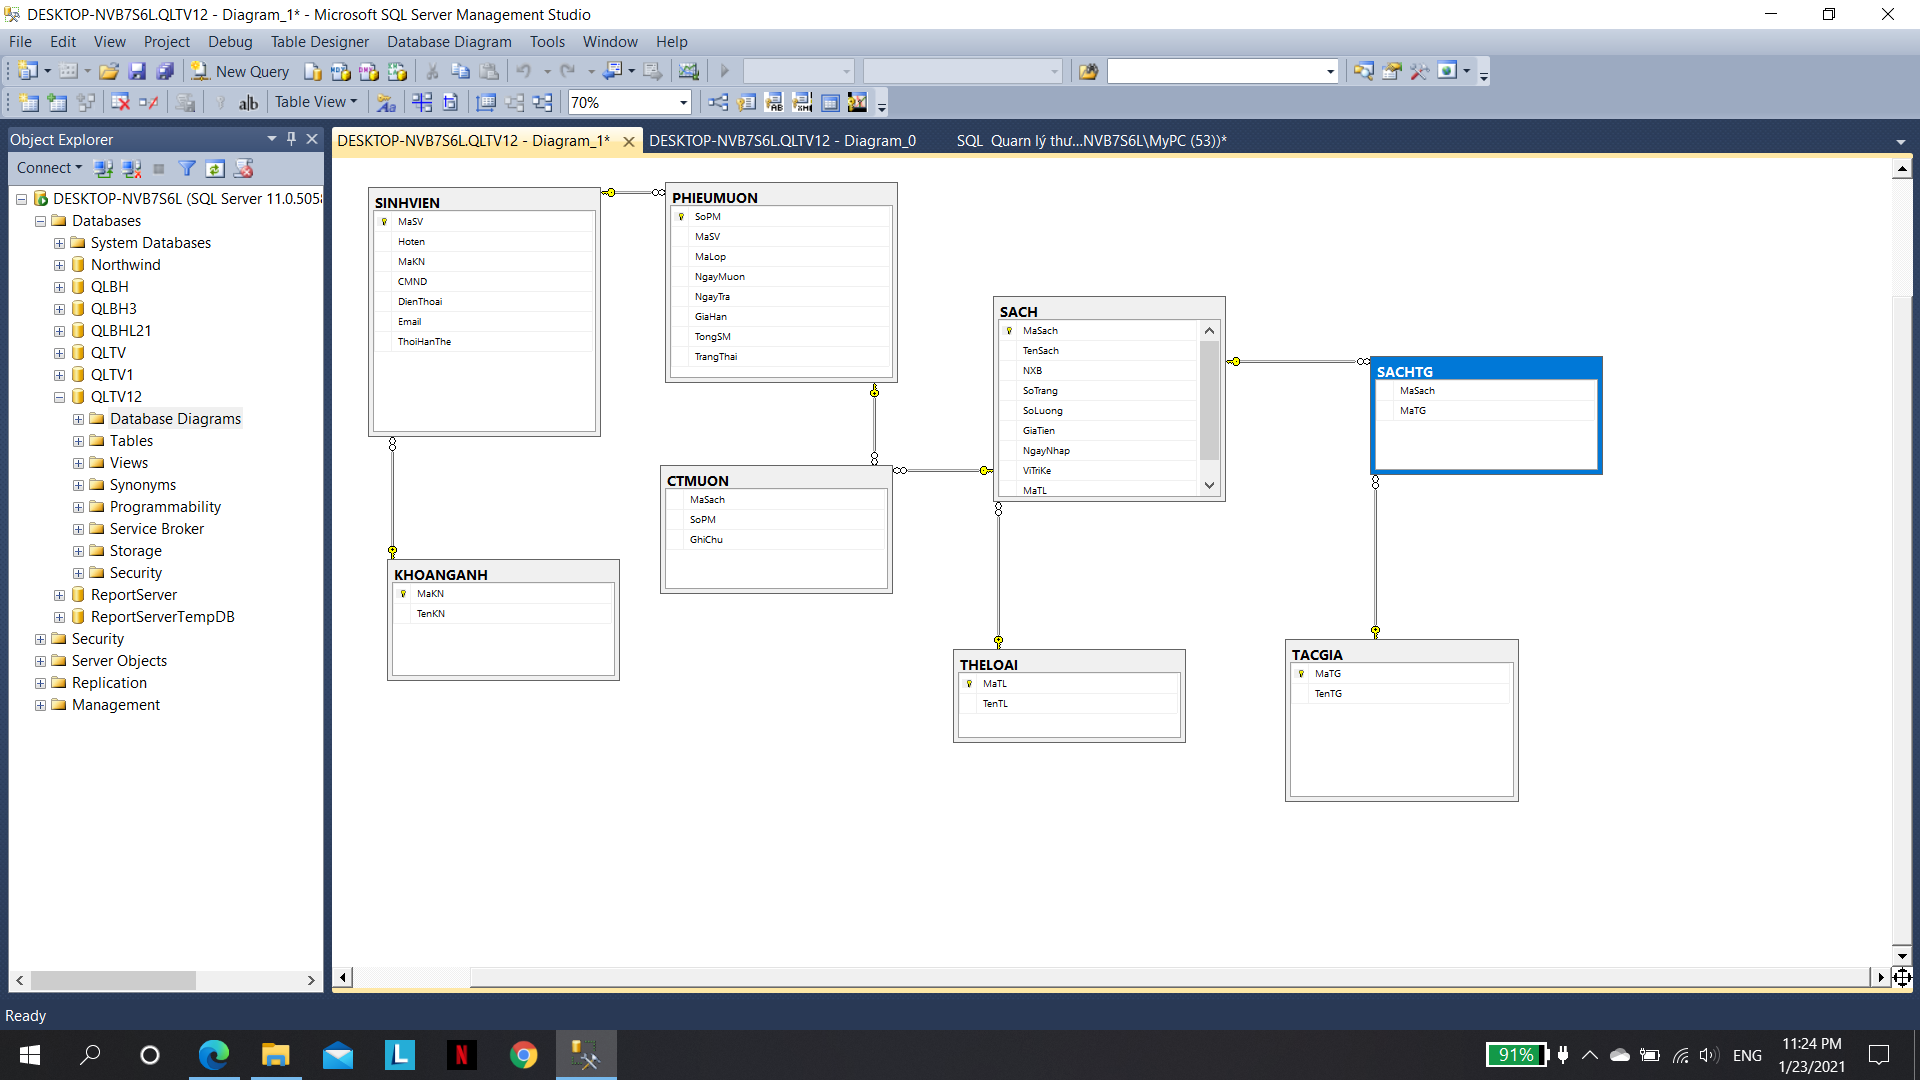 DESKTOP-NVB7S6L.QLTV12 - Diagram_1* - Microsoft SQL Server Management Studio
File Edit View Project Debug Table Designer Database Diagram Tools Window Help
New Query
ab Table View 70%
Object Explorer
Connect
DESKTOP-NVB7S6L (SQL Server 11.0.505
Databases
System Databases
Northwind
QLBH
QLBH3
QLBHL21
QLTV
QLTV1
QLTV12
Database Diagrams
Tables
Views
Synonyms
Programmability
Service Broker
Storage
Security
ReportServer
ReportServerTempDB
Security
Server Objects
Replication
Management
DESKTOP-NVB7S6L.QLTV12 - Diagram_1* DESKTOP-NVB7S6L.QLTV12 - Diagram_0 SQL Quarn lý thư...NVB7S6L\MyPC (53))*
SINHVIEN
MaSV
Hoten
MaKN
CMND
DienThoai
Email
ThoiHanThe
PHIEUMUON
SoPM
MaSV
MaLop
NgayMuon
NgayTra
GiaHan
TongSM
TrangThai
SACH
MaSach
TenSach
NXB
SoTrang
SoLuong
GiaTien
NgayNhap
ViTriKe
MaTL
SACHTG
MaSach
MaTG
CTMUON
MaSach
SoPM
GhiChu
KHOANGANH
MaKN
TenKN
THELOAI
MaTL
TenTL
TACGIA
MaTG
TenTG
Ready
91% ENG
11:24 PM
1/23/2021